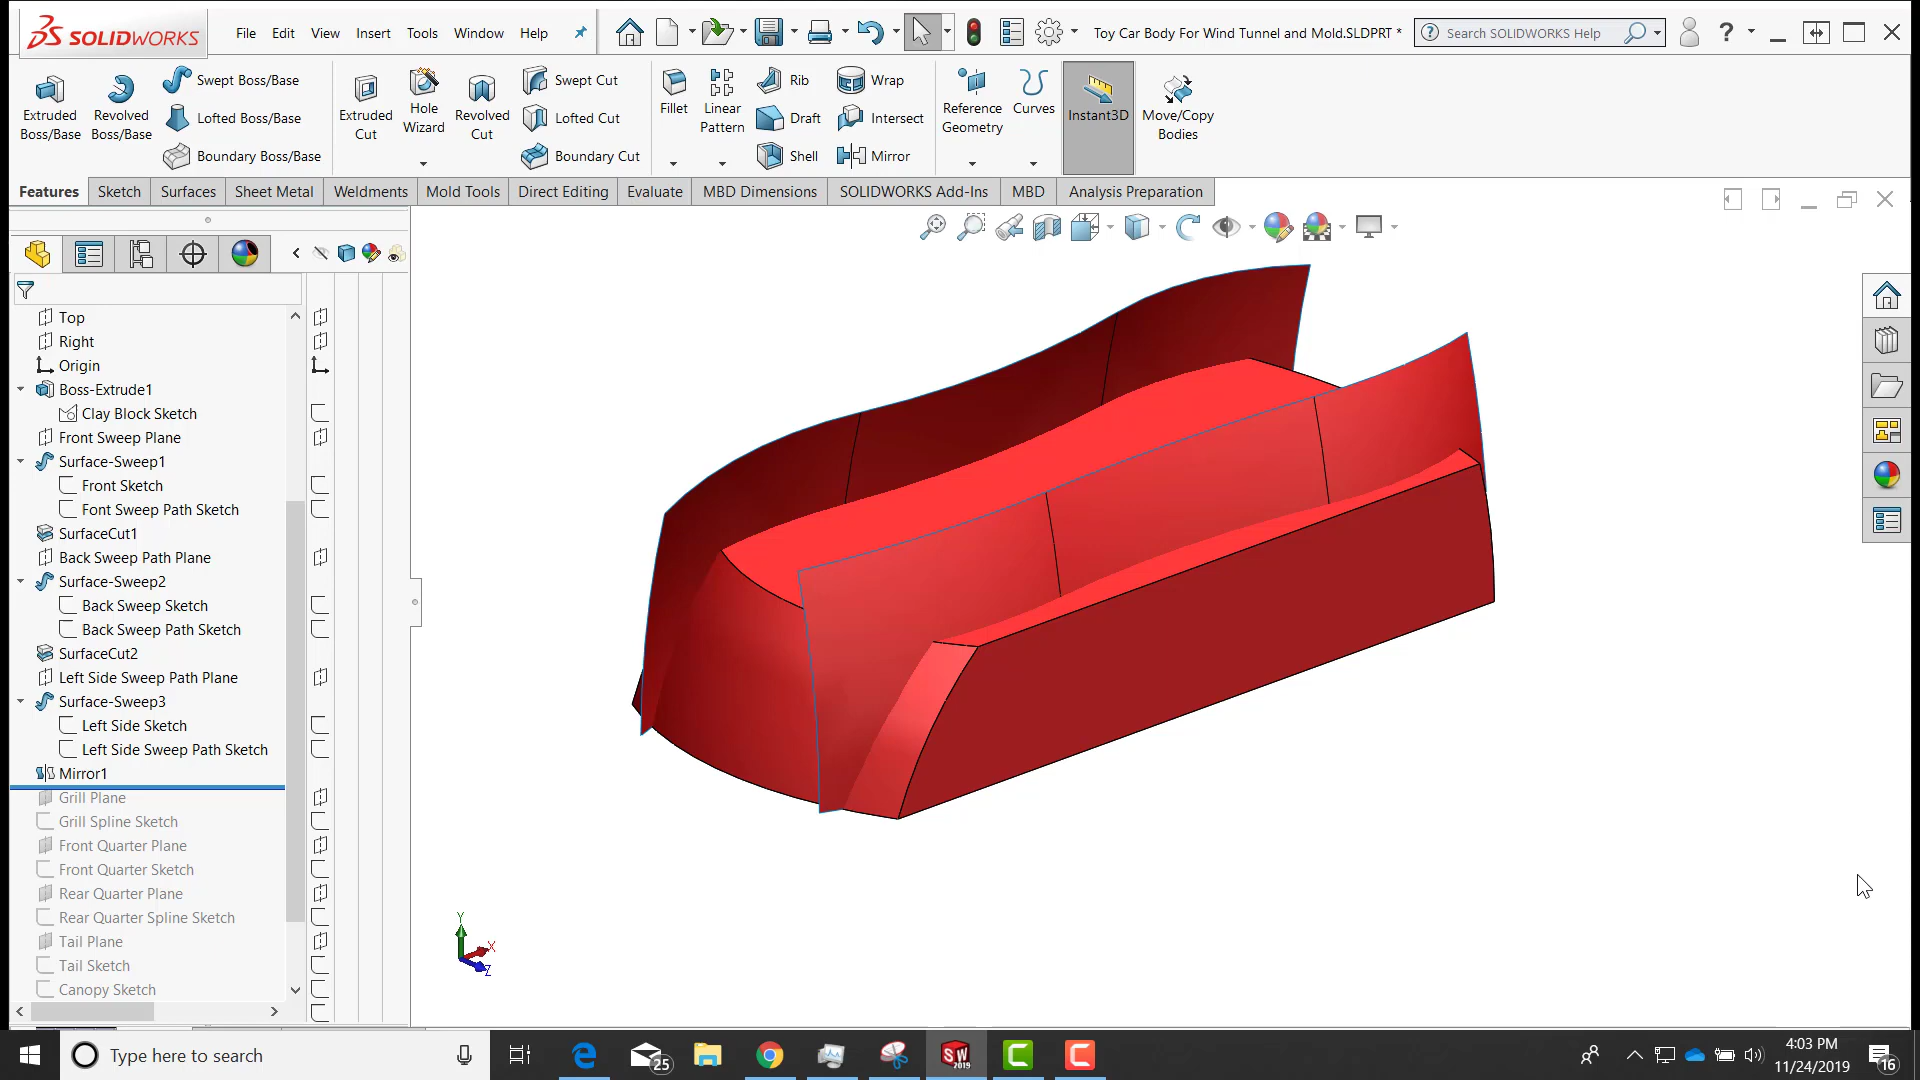 SOLIDWORKS File Edit View Insert Tools Window Help Toy Car Body For Wind Tunnel and Mold.SLDPRT * Search SOLIDWORKS Help ?
Extruded Boss/Base
Revolved Boss/Base
Swept Boss/Base
Lofted Boss/Base
Boundary Boss/Base
Extruded Cut
Hole Wizard
Revolved Cut
Swept Cut
Lofted Cut
Boundary Cut
Fillet
Linear Pattern
Rib
Draft
Shell
Wrap
Intersect
Mirror
Reference Geometry
Curves
Instant3D
Move/Copy Bodies
Features Sketch Surfaces Sheet Metal Weldments Mold Tools Direct Editing Evaluate MBD Dimensions SOLIDWORKS Add-Ins MBD Analysis Preparation
Top
Right
Origin
Boss-Extrude1
Clay Block Sketch
Front Sweep Plane
Surface-Sweep1
Front Sketch
Font Sweep Path Sketch
SurfaceCut1
Back Sweep Path Plane
Surface-Sweep2
Back Sweep Sketch
Back Sweep Path Sketch
SurfaceCut2
Left Side Sweep Path Plane
Surface-Sweep3
Left Side Sketch
Left Side Sweep Path Sketch
Mirror1
Grill Plane
Grill Spline Sketch
Front Quarter Plane
Front Quarter Sketch
Rear Quarter Plane
Rear Quarter Spline Sketch
Tail Plane
Tail Sketch
Canopy Sketch
Y
X
Z
Type here to search
25
SW
2019
4:03 PM
11/24/2019
16